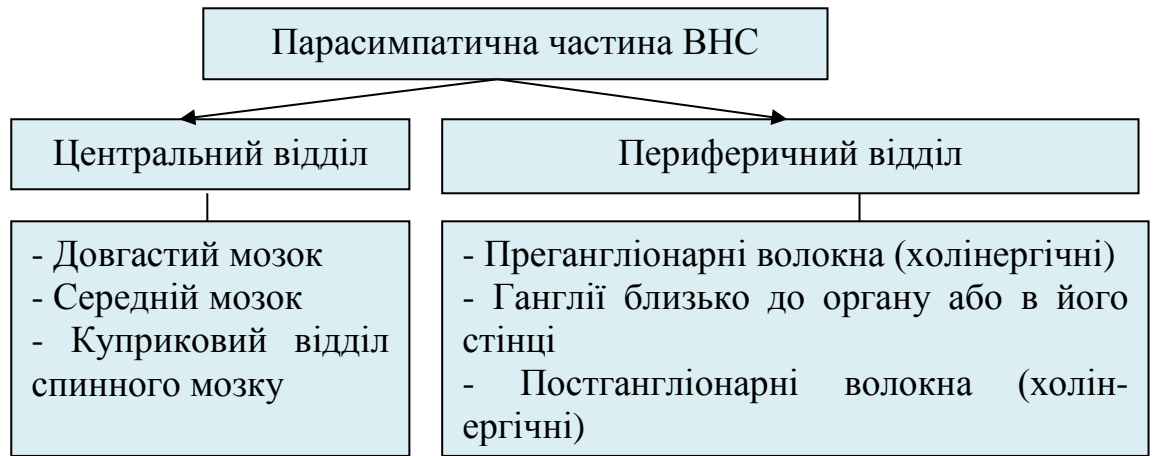 Парасимпатична частина ВНС
Центральний відділ
Периферичний відділ
- Довгастий мозок
- Середній мозок
- Куприковий відділ
спинного мозку
- Прегангліонарні волокна (холінергічні)
- Ганглії близько до органу або в його
стінці
- Постгангліонарні волокна (холін-
ергічні)